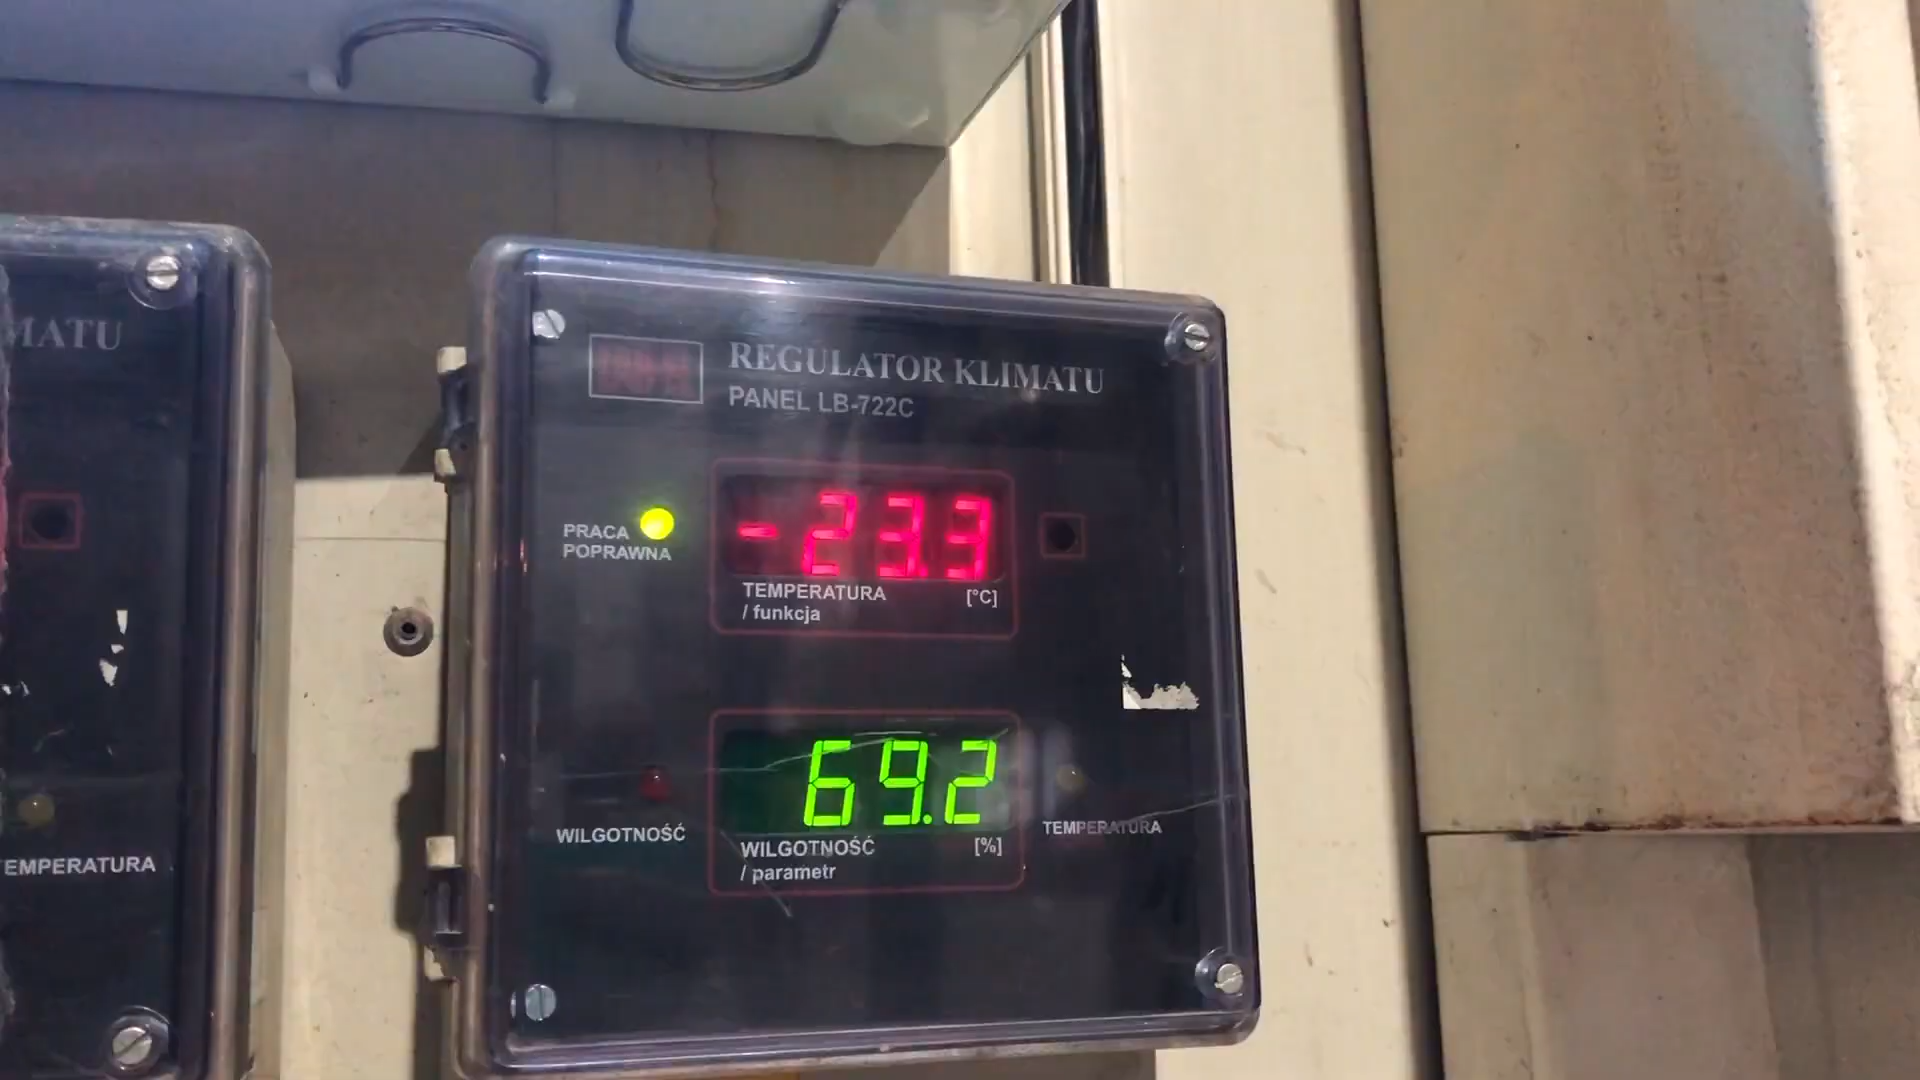 MATU
EMPERATURA
REGULATOR KLIMATU
PANEL LB-722C
PRACA
POPRAWNA
-23.3
TEMPERATURA [°C]
/ funkcja
69.2
WILGOTNOŚĆ
WILGOTNOŚĆ [%]
/ parametr
TEMPERATURA